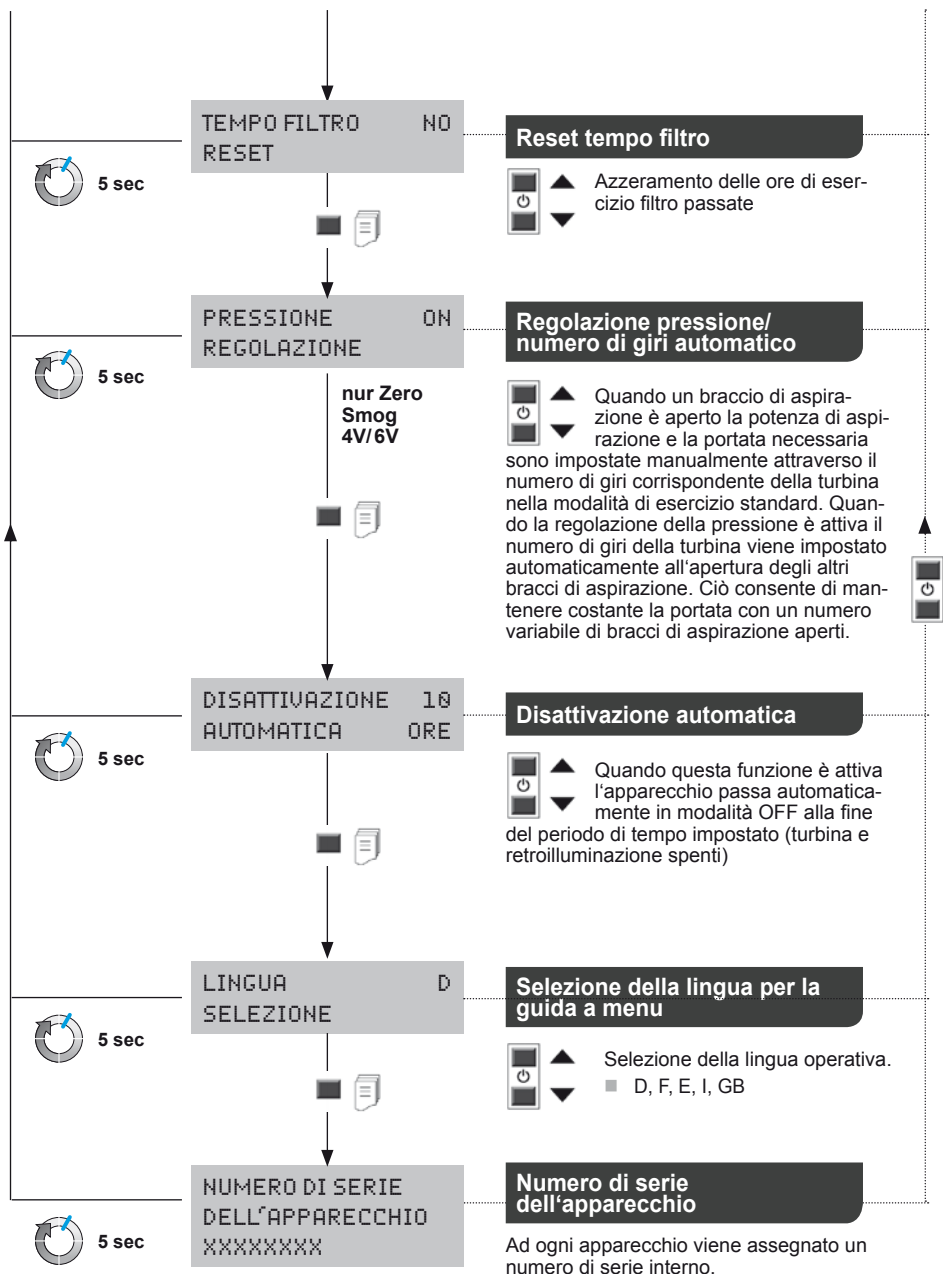 TEMPO FILTRO NO
RESET
5 sec
Reset tempo filtro
Azzeramento delle ore di eser-
cizio filtro passate
PRESSIONE ON
REGOLAZIONE
5 sec
nur Zero
Smog
4V/6V
Regolazione pressione/
numero di giri automatico
Quando un braccio di aspira-
zione è aperto la potenza di aspi-
razione e la portata necessaria
sono impostate manualmente attraverso il
numero di giri corrispondente della turbina
nella modalità di esercizio standard. Quan-
do la regolazione della pressione è attiva il
numero di giri della turbina viene impostato
automaticamente all‘apertura degli altri
bracci di aspirazione. Ciò consente di man-
tenere costante la portata con un numero
variabile di bracci di aspirazione aperti.
DISATTIVAZIONE 10
AUTOMATICA ORE
5 sec
Disattivazione automatica
Quando questa funzione è attiva
l‘apparecchio passa automatica-
mente in modalità OFF alla fine
del periodo di tempo impostato (turbina e
retroilluminazione spenti)
LINGUA D
SELEZIONE
5 sec
Selezione della lingua per la
guida a menu
Selezione della lingua operativa.
■ D, F, E, I, GB
NUMERO DI SERIE
DELL´APPARECCHIO
XXXXXXXX
5 sec
Numero di serie
dell‘apparecchio
Ad ogni apparecchio viene assegnato un
numero di serie interno.